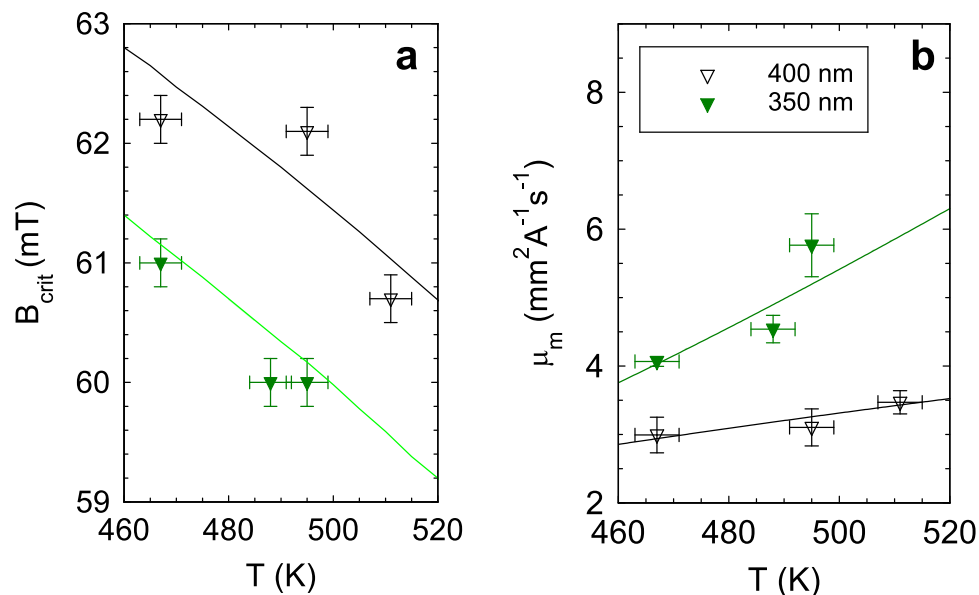 a
63
62
61
60
59
B_crit (mT)
460 480 500 520
T (K)
b
400 nm
350 nm
8
6
4
2
μ_m (mm²A⁻¹s⁻¹)
460 480 500 520
T (K)